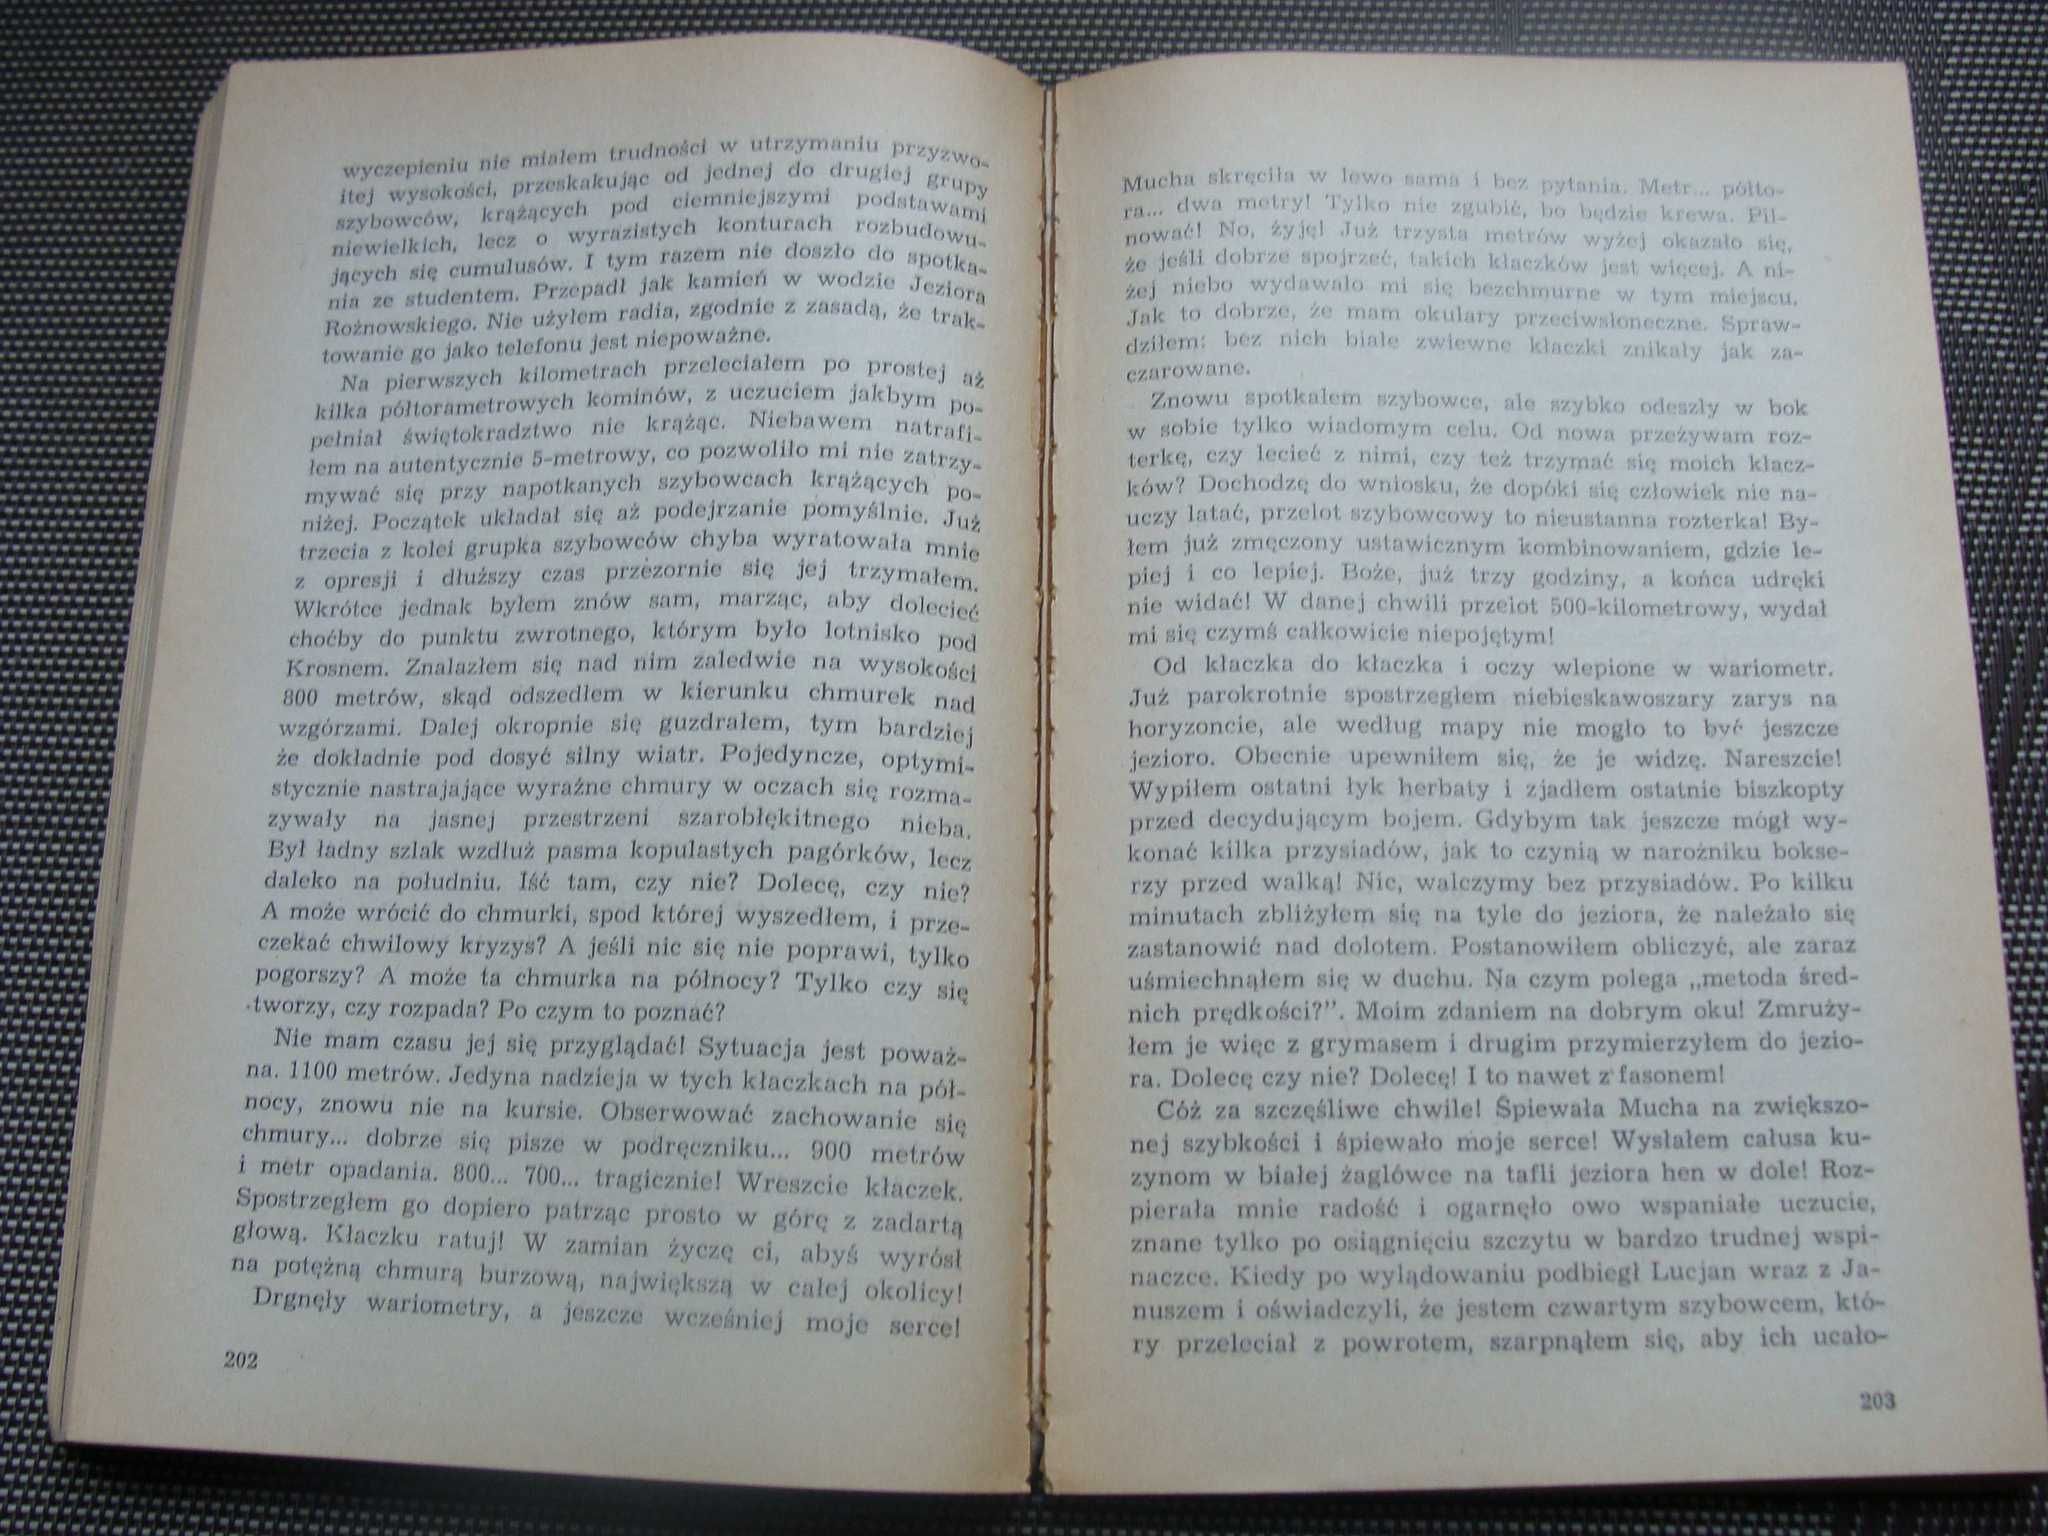 wyczepieniu nie miałem trudności w utrzymaniu przyzwo-
itej wysokości, przeskakując od jednej do drugiej grupy
szybowców, krążących pod ciemniejszymi podstawami
niewielkich, lecz o wyrazistych konturach rozbudowu-
jących się cumulusów. I tym razem nie doszło do spotka-
nia ze studentem. Przepadł jak kamień w wodzie Jeziora
Rożnowskiego. Nie użyłem radia, zgodnie z zasadą, że trak-
towanie go jako telefonu jest niepoważne.
Na pierwszych kilometrach przeleciałem po prostej aż
kilka półtorametrowych kominów, z uczuciem jakbym po-
pełniał świętokradztwo nie krążąc. Niebawem natrafi-
łem na autentycznie 5-metrowy, co pozwoliło mi nie zatrzy-
mywać się przy napotkanych szybowcach krążących po-
niżej. Początek układał się aż podejrzanie pomyślnie. Już
trzecia z kolei grupka szybowców chyba wyratowała mnie
z opresji i dłuższy czas przezornie się jej trzymałem.
Wkrótce jednak byłem znów sam, marząc, aby dolecieć
choćby do punktu zwrotnego, którym było lotnisko pod
Krosnem. Znalazłem się nad nim zaledwie na wysokości
800 metrów, skąd odszedłem w kierunku chmurek nad
wzgórzami. Dalej okropnie się guzdrałem, tym bardziej
że dokładnie pod dosyć silny wiatr. Pojedyncze, optymi-
stycznie nastrajające wyraźne chmury w oczach się rozma-
zywały na jasnej przestrzeni szarobłękitnego nieba.
Był ładny szlak wzdłuż pasma kopulastych pagórków, lecz
daleko na południu. Iść tam, czy nie? Dolecę, czy nie?
A może wrócić do chmurki, spod której wyszedłem, i prze-
czekać chwilowy kryzys? A jeśli nic się nie poprawi, tylko
pogorszy? A może ta chmurka na północy? Tylko czy się
tworzy, czy rozpada? Po czym to poznać?
Nie mam czasu jej się przyglądać! Sytuacja jest poważ-
na. 1100 metrów. Jedyna nadzieja w tych kłaczkach na pół-
nocy, znowu nie na kursie. Obserwować zachowanie się
chmury... dobrze się pisze w podręczniku... 900 metrów
i metr opadania. 800... 700... tragicznie! Wreszcie kłaczek.
Spostrzegłem go dopiero patrząc prosto w górę z zadartą
głową. Kłaczku ratuj! W zamian życzę ci, abyś wyrósł
na potężną chmurą burzową, największą w całej okolicy!
Drgnęły wariometry, a jeszcze wcześniej moje serce!
202
Mucha skręciła w lewo sama i bez pytania. Metr... półto-
ra... dwa metry! Tylko nie zgubić, bo będzie krewa. Pil-
nować! No, żyję! Już trzysta metrów wyżej okazało się,
że jeśli dobrze spojrzeć, takich kłaczków jest więcej. A ni-
żej niebo wydawało mi się bezchmurne w tym miejscu.
Jak to dobrze, że mam okulary przeciwsłoneczne. Spraw-
dziłem: bez nich białe zwiewne kłaczki znikały jak za-
czarowane.
Znowu spotkałem szybowce, ale szybko odeszły w bok
w sobie tylko wiadomym celu. Od nowa przeżywam roz-
terkę, czy lecieć z nimi, czy też trzymać się moich kłacz-
ków? Dochodzę do wniosku, że dopóki się człowiek nie na-
uczy latać, przelot szybowcowy to nieustanna rozterka! By-
łem już zmęczony ustawicznym kombinowaniem, gdzie le-
piej i co lepiej. Boże, już trzy godziny, a końca udręki
nie widać! W danej chwili przelot 500-kilometrowy, wydał
mi się czymś całkowicie niepojętym!
Od kłaczka do kłaczka i oczy wlepione w wariometr.
Już parokrotnie spostrzegłem niebieskawoszary zarys na
horyzoncie, ale według mapy nie mogło to być jeszcze
jezioro. Obecnie upewniłem się, że je widzę. Nareszcie!
Wypiłem ostatni łyk herbaty i zjadłem ostatnie biszkopty
przed decydującym bojem. Gdybym tak jeszcze mógł wy-
konać kilka przysiadów, jak to czynią w narożniku bokse-
rzy przed walką! Nic, walczymy bez przysiadów. Po kilku
minutach zbliżyłem się na tyle do jeziora, że należało się
zastanowić nad dolotem. Postanowiłem obliczyć, ale zaraz
uśmiechnąłem się w duchu. Na czym polega „metoda śred-
nich prędkości?”. Moim zdaniem na dobrym oku! Zmruży-
łem je więc z grymasem i drugim przymierzyłem do jezio-
ra. Dolecę czy nie? Dolecę! I to nawet z fasonem!
Cóż za szczęśliwe chwile! Śpiewała Mucha na zwiększo-
nej szybkości i śpiewało moje serce! Wysłałem całusa ku-
zynom w białej żaglówce na tafli jeziora hen w dole! Roz-
pierała mnie radość i ogarnęło owo wspaniałe uczucie,
znane tylko po osiągnięciu szczytu w bardzo trudnej wspi-
naczce. Kiedy po wylądowaniu podbiegł Lucjan wraz z Ja-
nuszem i oświadczyli, że jestem czwartym szybowcem, któ-
ry przeleciał z powrotem, szarpnąłem się, aby ich ucało-
203